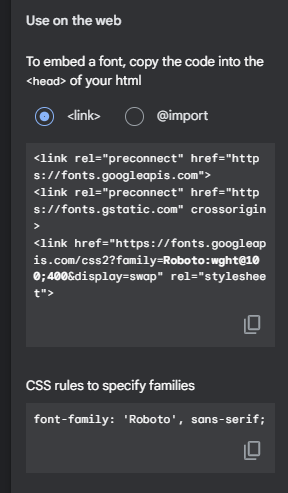 Use on the web
To embed a font, copy the code into the
<head> of your html
<link>
@import
<link rel="preconnect" href="http
s://fonts.googleapis.com">
<link rel="preconnect" href="http
s://fonts.gstatic.com" crossorigin
>
<link href="https://fonts.googleap
is.com/css2?family=Roboto:wght@10
0;400&display=swap" rel="styleshee
t">
CSS rules to specify families
font-family: 'Roboto', sans-serif;